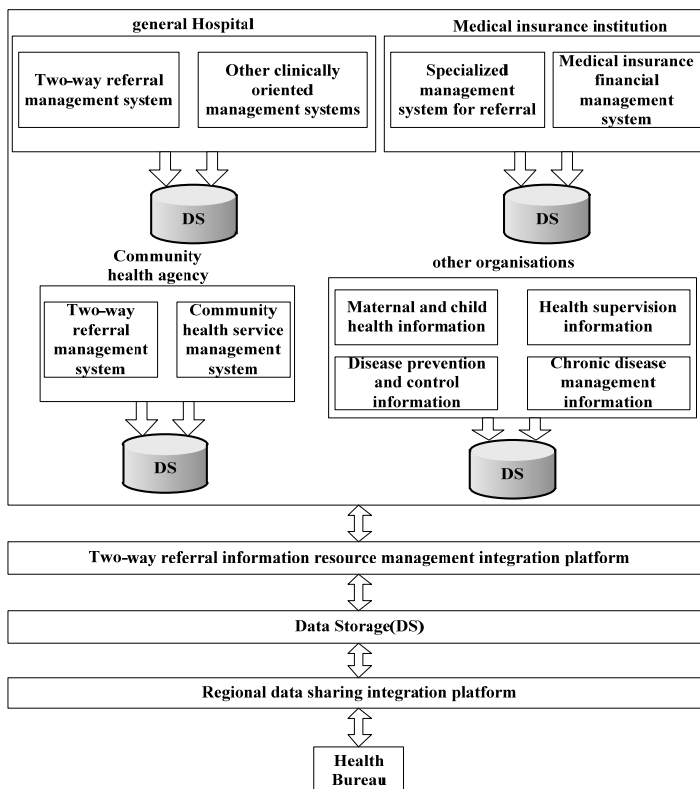 general Hospital
Two-way referral
management system
Other clinically
oriented
management systems
DS
Medical insurance institution
Specialized
management
system for referral
Medical insurance
financial
management
system
DS
Community
health agency
Two-way
referral
management
system
Community
health service
management
system
DS
other organisations
Maternal and child
health information
Health supervision
information
Disease prevention
and control
information
Chronic disease
management
information
DS
Two-way referral information resource management integration platform
Data Storage(DS)
Regional data sharing integration platform
Health
Bureau